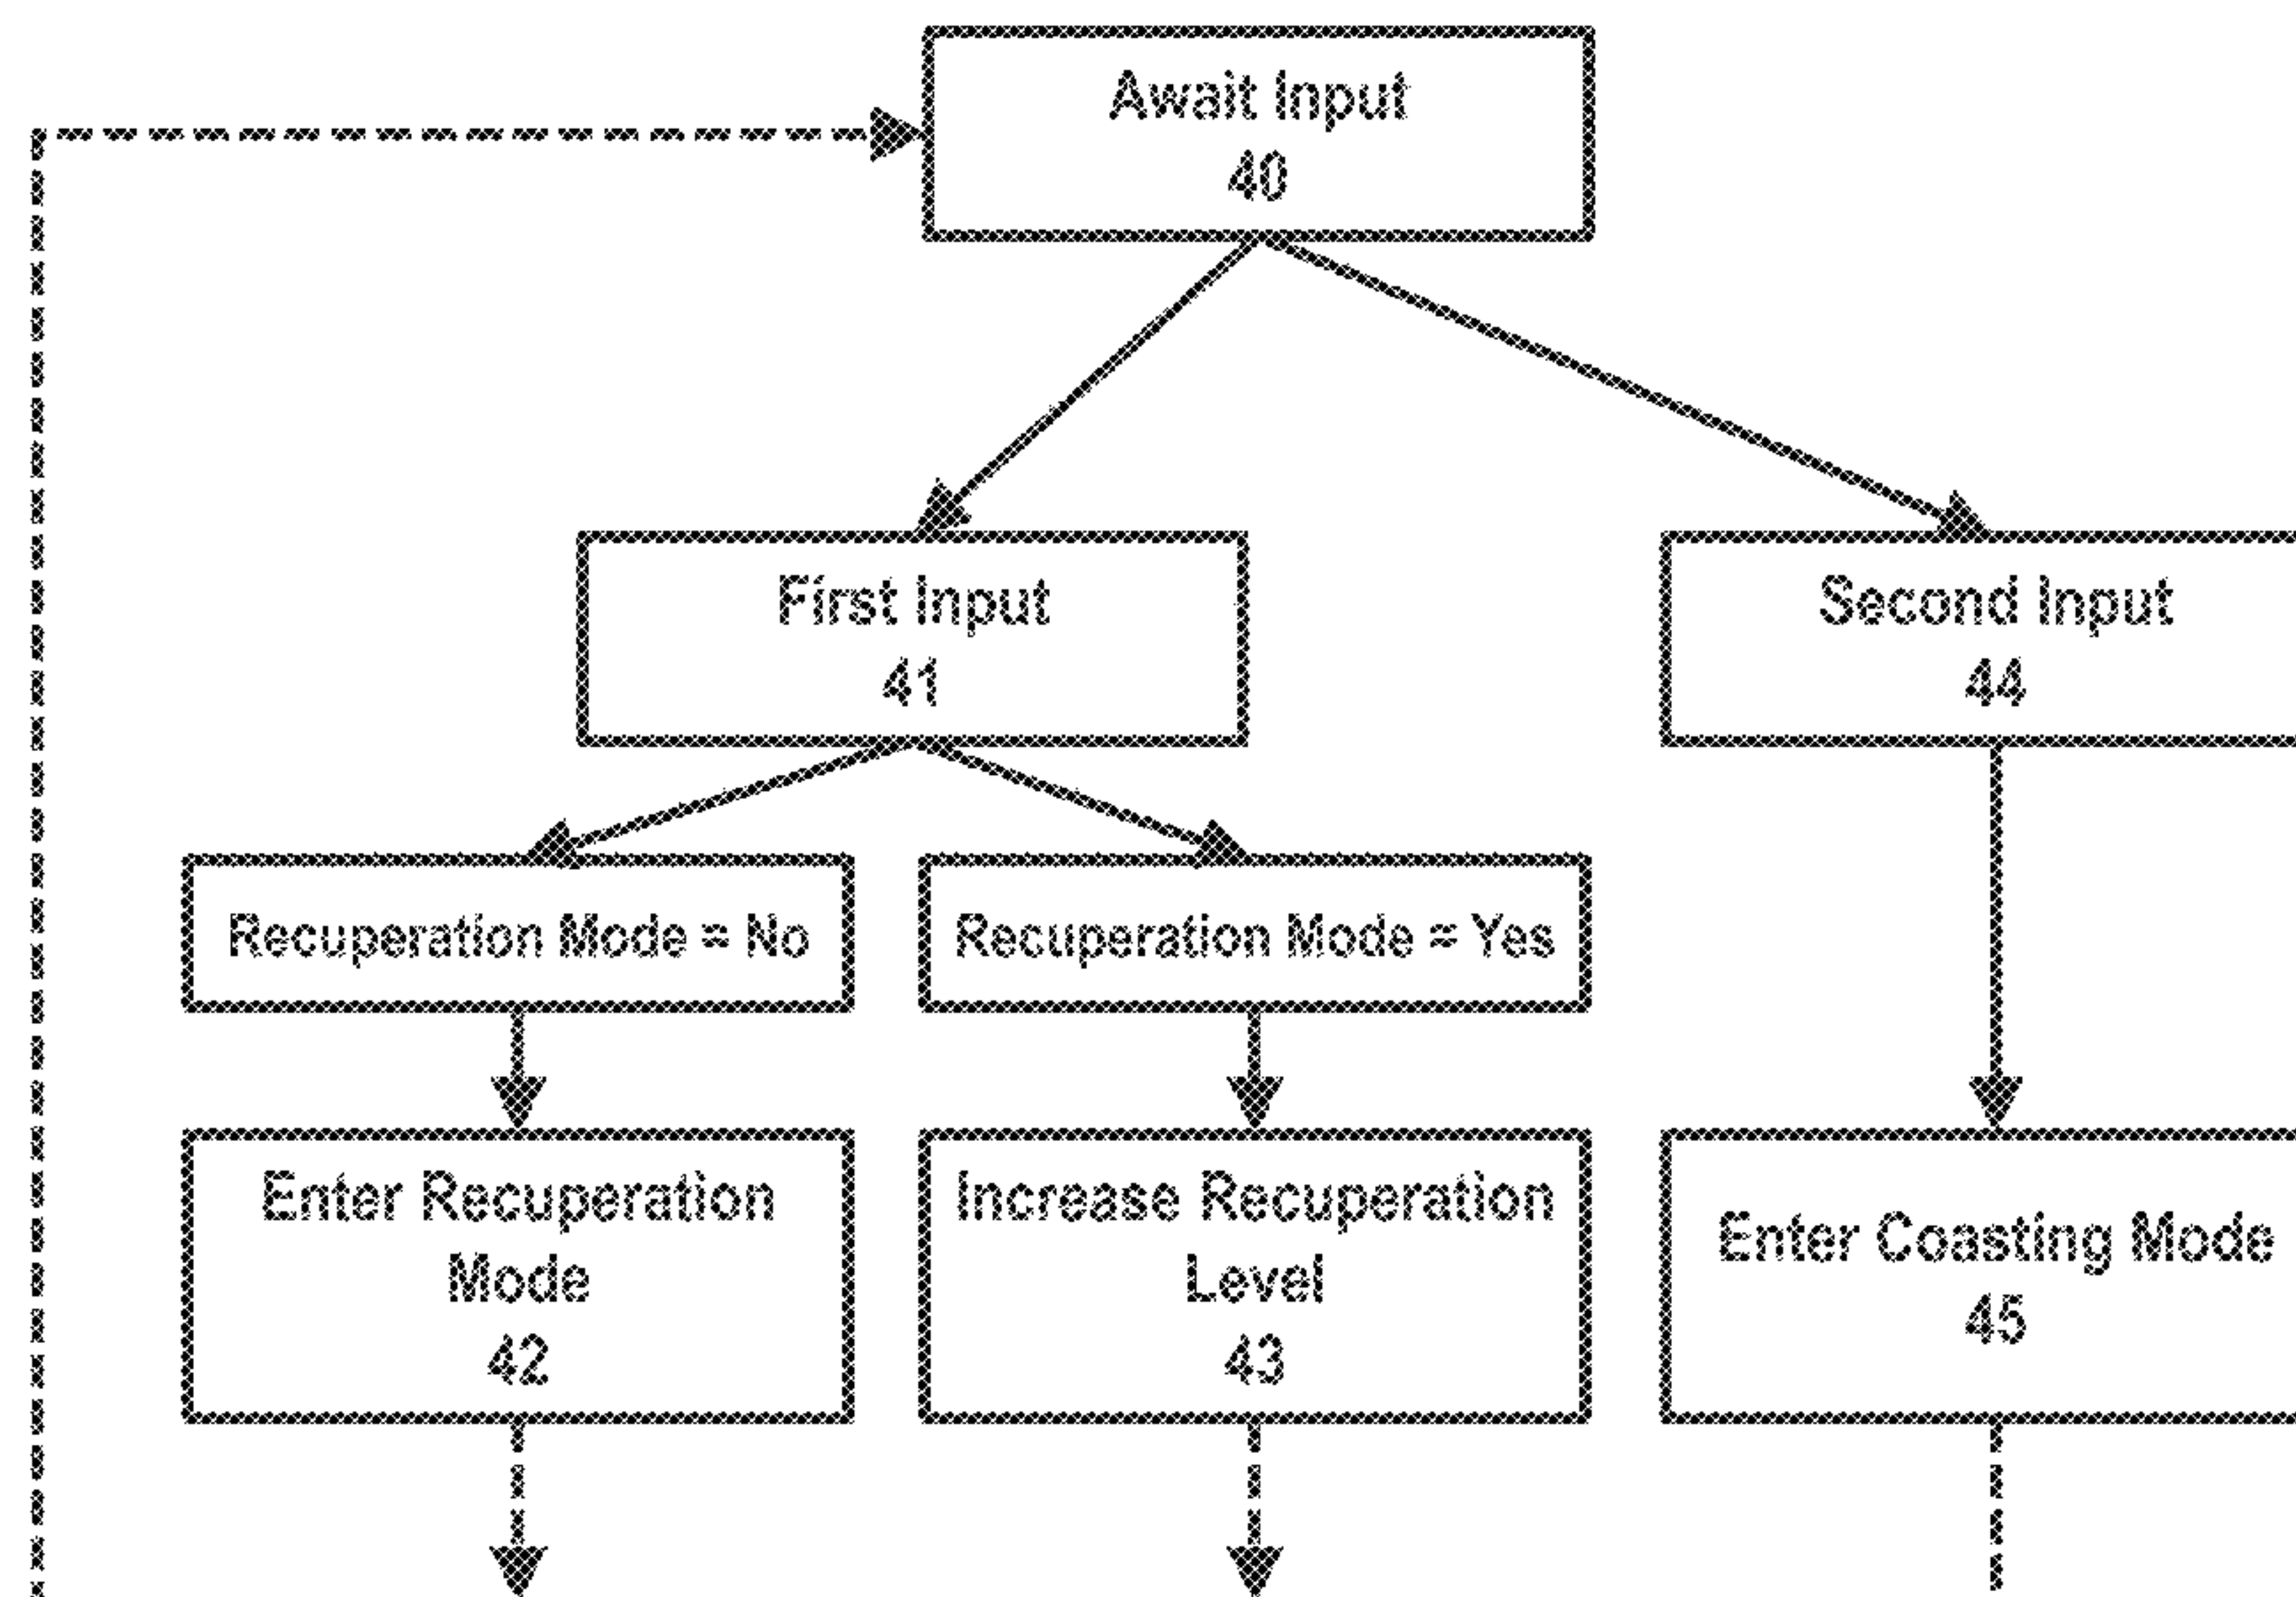 Await Input
40
First Input
41
Second Input
44
Recuperation Mode = No
Recuperation Mode = Yes
Enter Recuperation
Mode
42
Increase Recuperation
Level
43
Enter Coasting Mode
45